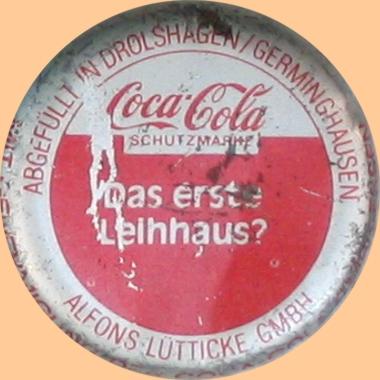 ABGEFÜLLT IN DROLSHAGEN/GERMINGHAUSEN
Coca-Cola
SCHUTZMARKE
Das erste
Leihhaus?
ALFONS LÜTTICKE GMBH